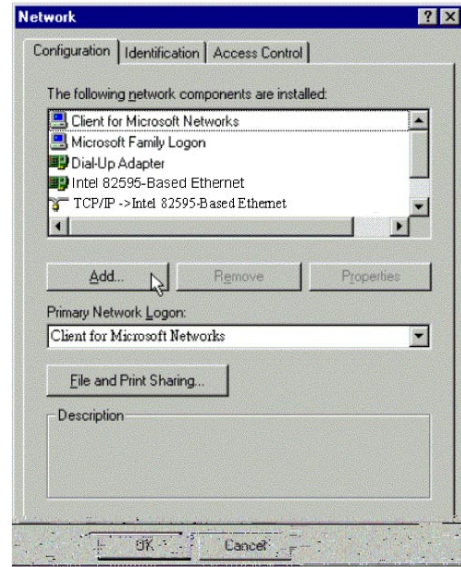 Network
Configuration Identification Access Control
The following network components are installed:
Client for Microsoft Networks
Microsoft Family Logon
Dial-Up Adapter
Intel 82595-Based Ethernet
TCP/IP ->Intel 82595-Based Ethernet
Add... Remove Properties
Primary Network Logon:
Client for Microsoft Networks
File and Print Sharing...
Description
OK Cancel